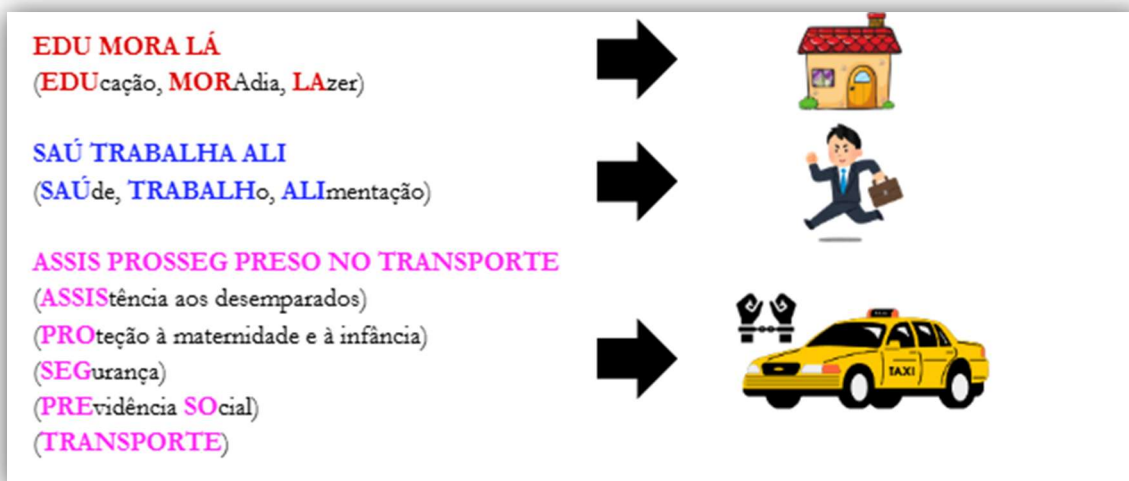 EDU MORA LÁ
(EDUcação, MORAdia, LAzer)
SAÚ TRABALHA ALI
(SAÚde, TRABALHo, ALImentação)
ASSIS PROSSEG PRESO NO TRANSPORTE
(ASSIStência aos desemparados)
(PROteção à maternidade e à infância)
(SEGurança)
(PREvidência SOcial)
(TRANSPORTE)
TAXI